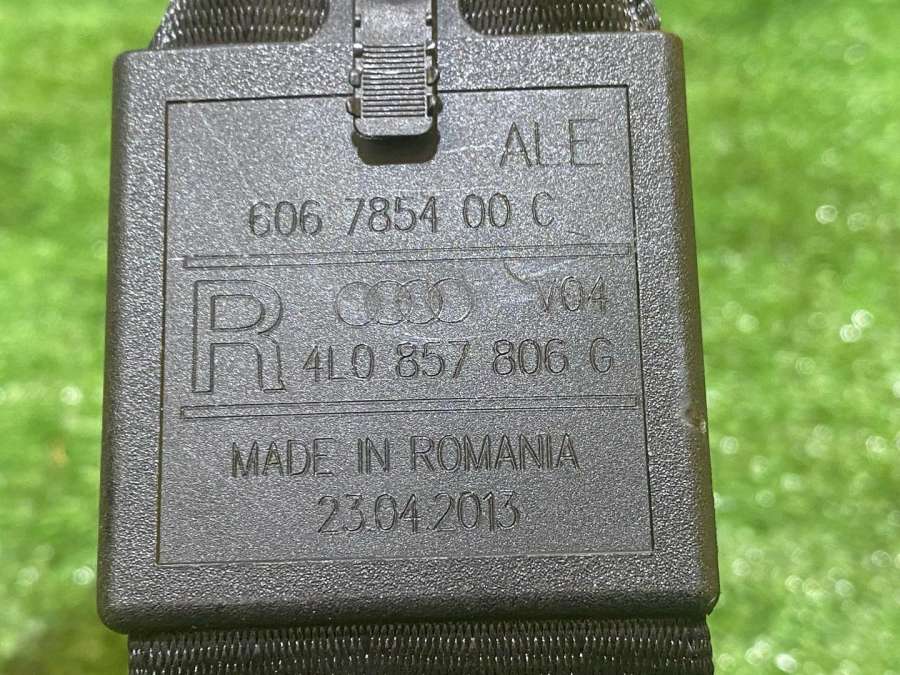 ALE
606 7854 00 C
V04
R 4L0 857 806 G
MADE IN ROMANIA
23.04.2013